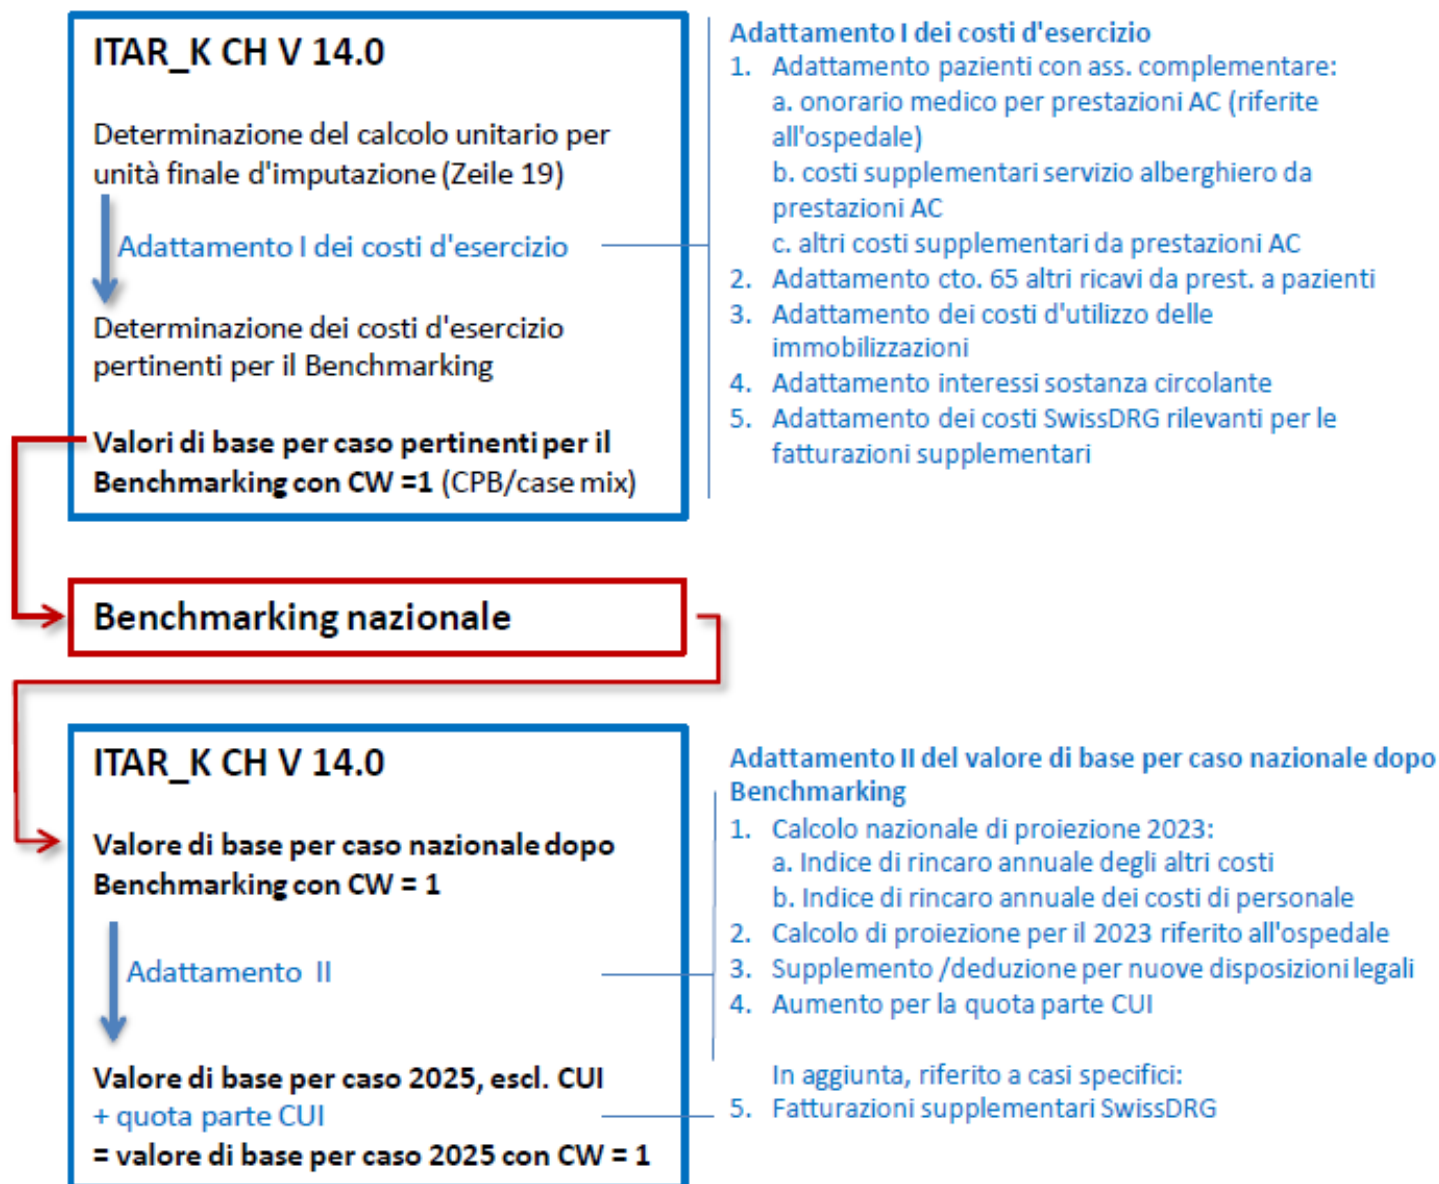 ITAR_K CH V 14.0
Determinazione del calcolo unitario per
unità finale d'imputazione (Zeile 19)
Adattamento I dei costi d'esercizio
Determinazione dei costi d'esercizio
pertinenti per il Benchmarking
Valori di base per caso pertinenti per il
Benchmarking con CW =1 (CPB/case mix)
Adattamento I dei costi d'esercizio
1. Adattamento pazienti con ass. complementare:
a. onorario medico per prestazioni AC (riferite
all'ospedale)
b. costi supplementari servizio alberghiero da
prestazioni AC
c. altri costi supplementari da prestazioni AC
2. Adattamento cto. 65 altri ricavi da prest. a pazienti
3. Adattamento dei costi d'utilizzo delle
immobilizzazioni
4. Adattamento interessi sostanza circolante
5. Adattamento dei costi SwissDRG rilevanti per le
fatturazioni supplementari
Benchmarking nazionale
ITAR_K CH V 14.0
Valore di base per caso nazionale dopo
Benchmarking con CW = 1
Adattamento II
Valore di base per caso 2025, escl. CUI
+ quota parte CUI
= valore di base per caso 2025 con CW = 1
Adattamento II del valore di base per caso nazionale dopo
Benchmarking
1. Calcolo nazionale di proiezione 2023:
a. Indice di rincaro annuale degli altri costi
b. Indice di rincaro annuale dei costi di personale
2. Calcolo di proiezione per il 2023 riferito all'ospedale
3. Supplemento /deduzione per nuove disposizioni legali
4. Aumento per la quota parte CUI
In aggiunta, riferito a casi specifici:
5. Fatturazioni supplementari SwissDRG